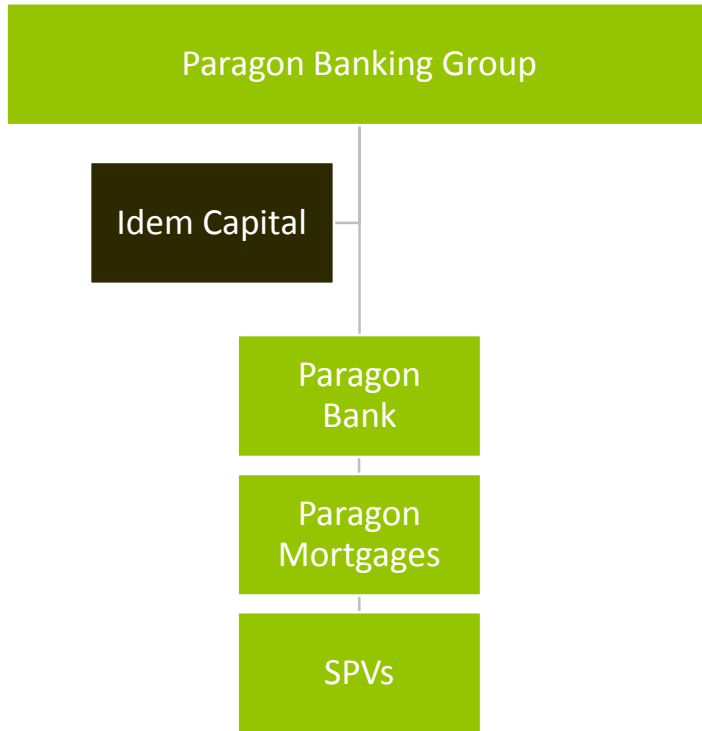 Paragon Banking Group
Idem Capital
Paragon
Bank
Paragon
Mortgages
SPVs